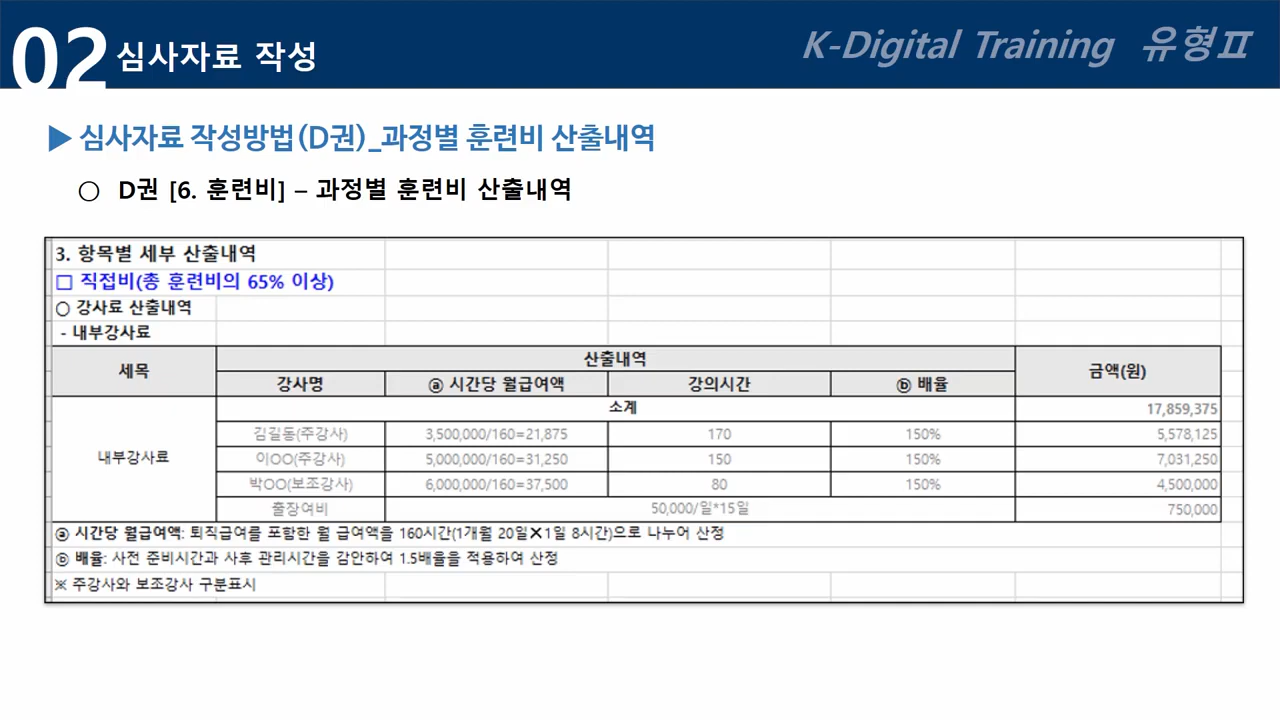 02 심사자료 작성
K-Digital Training 유형Ⅱ
▶ 심사자료 작성방법(D권)_과정별 훈련비 산출내역
○ D권 [6. 훈련비] – 과정별 훈련비 산출내역
3. 항목별 세부 산출내역
□ 직접비(총 훈련비의 65% 이상)
○ 강사료 산출내역
- 내부강사료
세목 산출내역 금액(원)
강사명 ⓐ 시간당 월급여액 강의시간 ⓑ 배율
내부강사료 소계 17,859,375
김길동(주강사) 3,500,000/160=21,875 170 150% 5,578,125
이OO(주강사) 5,000,000/160=31,250 150 150% 7,031,250
박OO(보조강사) 6,000,000/160=37,500 80 150% 4,500,000
출장여비 50,000/일*15일 750,000
ⓐ 시간당 월급여액: 퇴직급여를 포함한 월 급여액을 160시간(1개월 20일✕1일 8시간)으로 나누어 산정
ⓑ 배율: 사전 준비시간과 사후 관리시간을 감안하여 1.5배율을 적용하여 산정
※ 주강사와 보조강사 구분표시